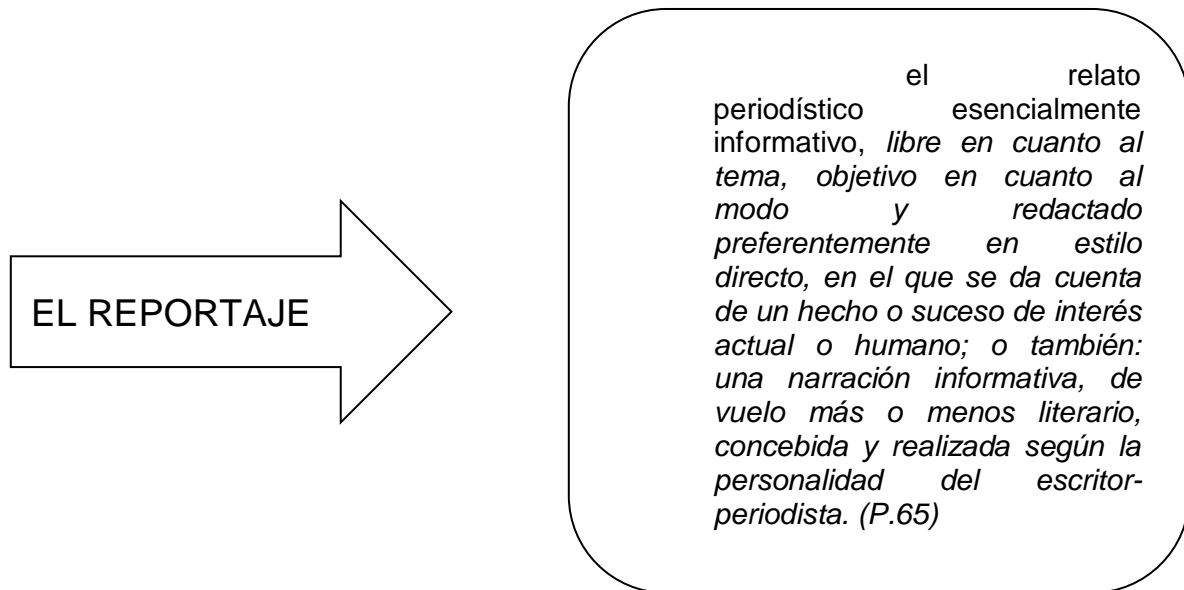 EL REPORTAJE
el relato
periodístico esencialmente
informativo, libre en cuanto al
tema, objetivo en cuanto al
modo y redactado
preferentemente en estilo
directo, en el que se da cuenta
de un hecho o suceso de interés
actual o humano; o también:
una narración informativa, de
vuelo más o menos literario,
concebida y realizada según la
personalidad del escritor-
periodista. (P.65)